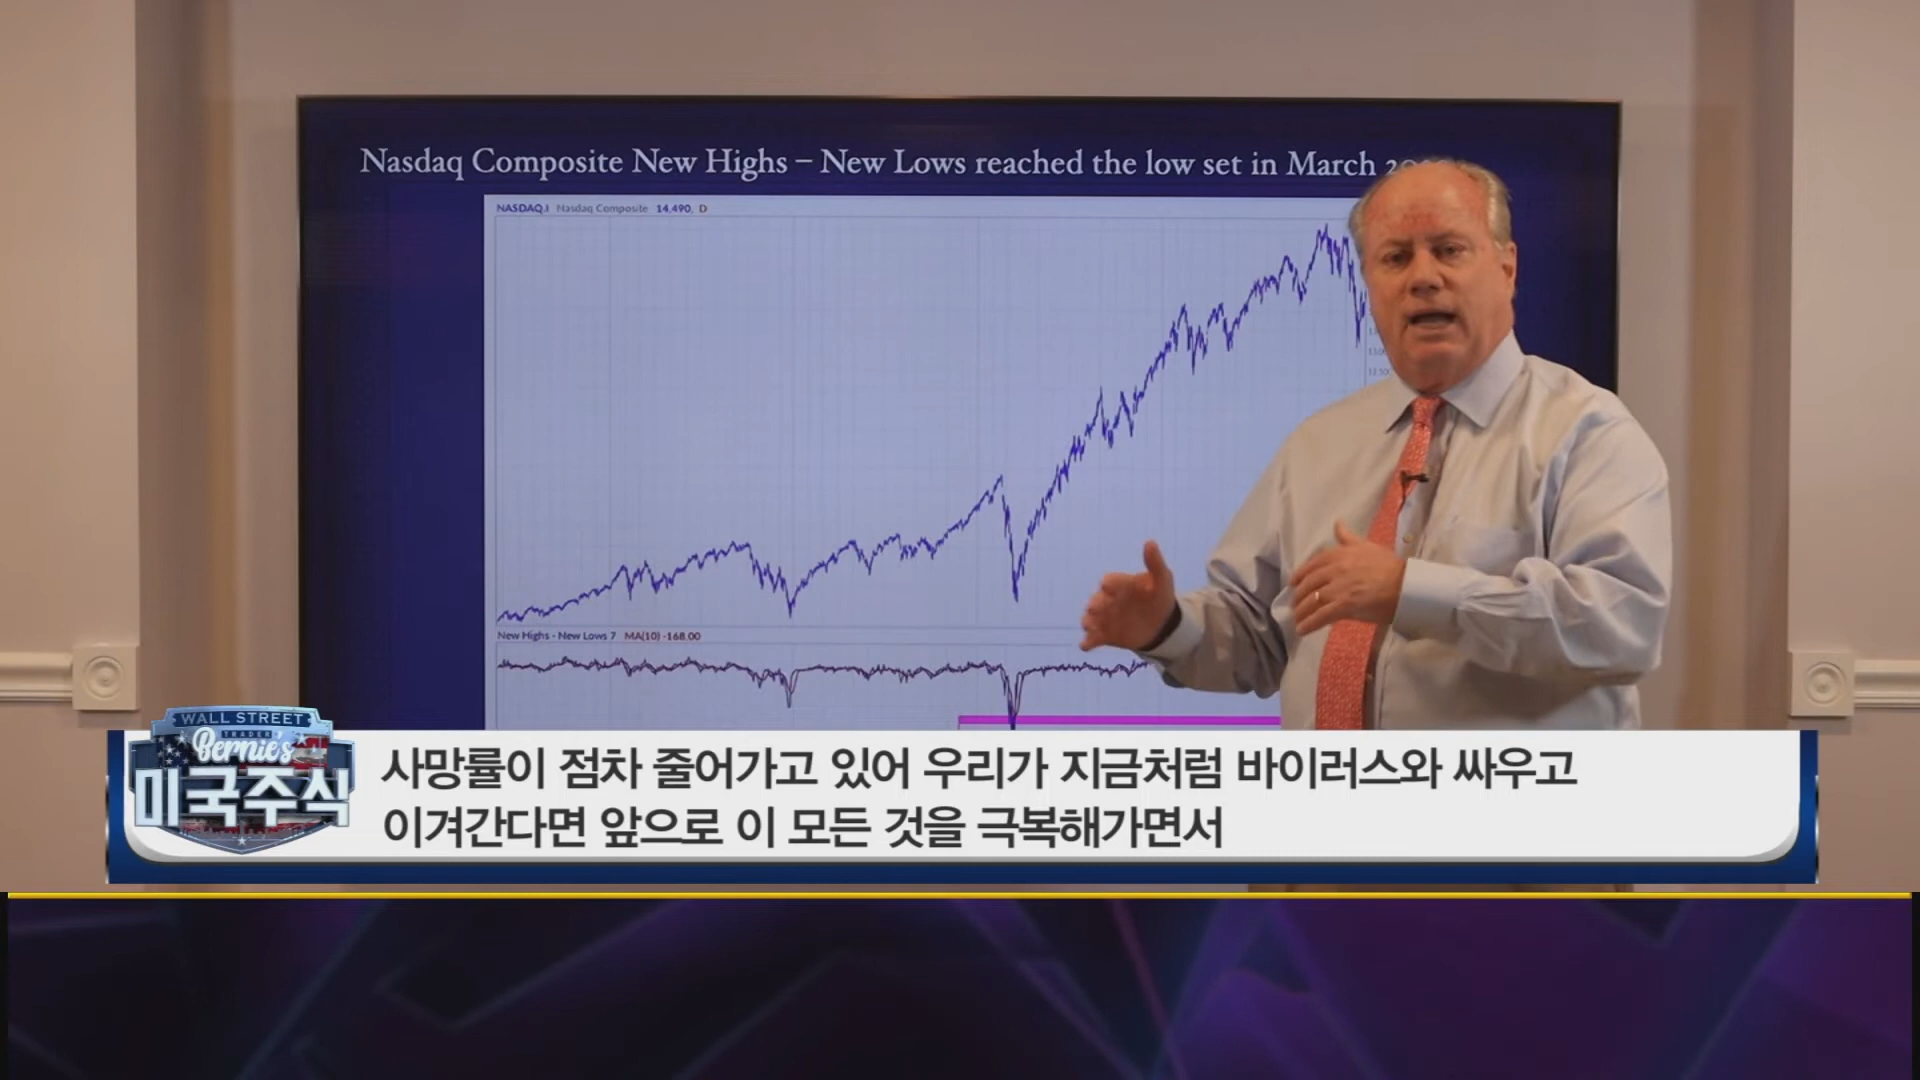 Nasdaq Composite New Highs – New Lows reached the low set in March
NASDAQ.I Nasdaq Composite 14,490, D
New Highs - New Lows 7 MA(10) -168.00
WALL STREET
TRADER
Bernie's
미국주식
사망률이 점차 줄어가고 있어 우리가 지금처럼 바이러스와 싸우고
이겨간다면 앞으로 이 모든 것을 극복해가면서